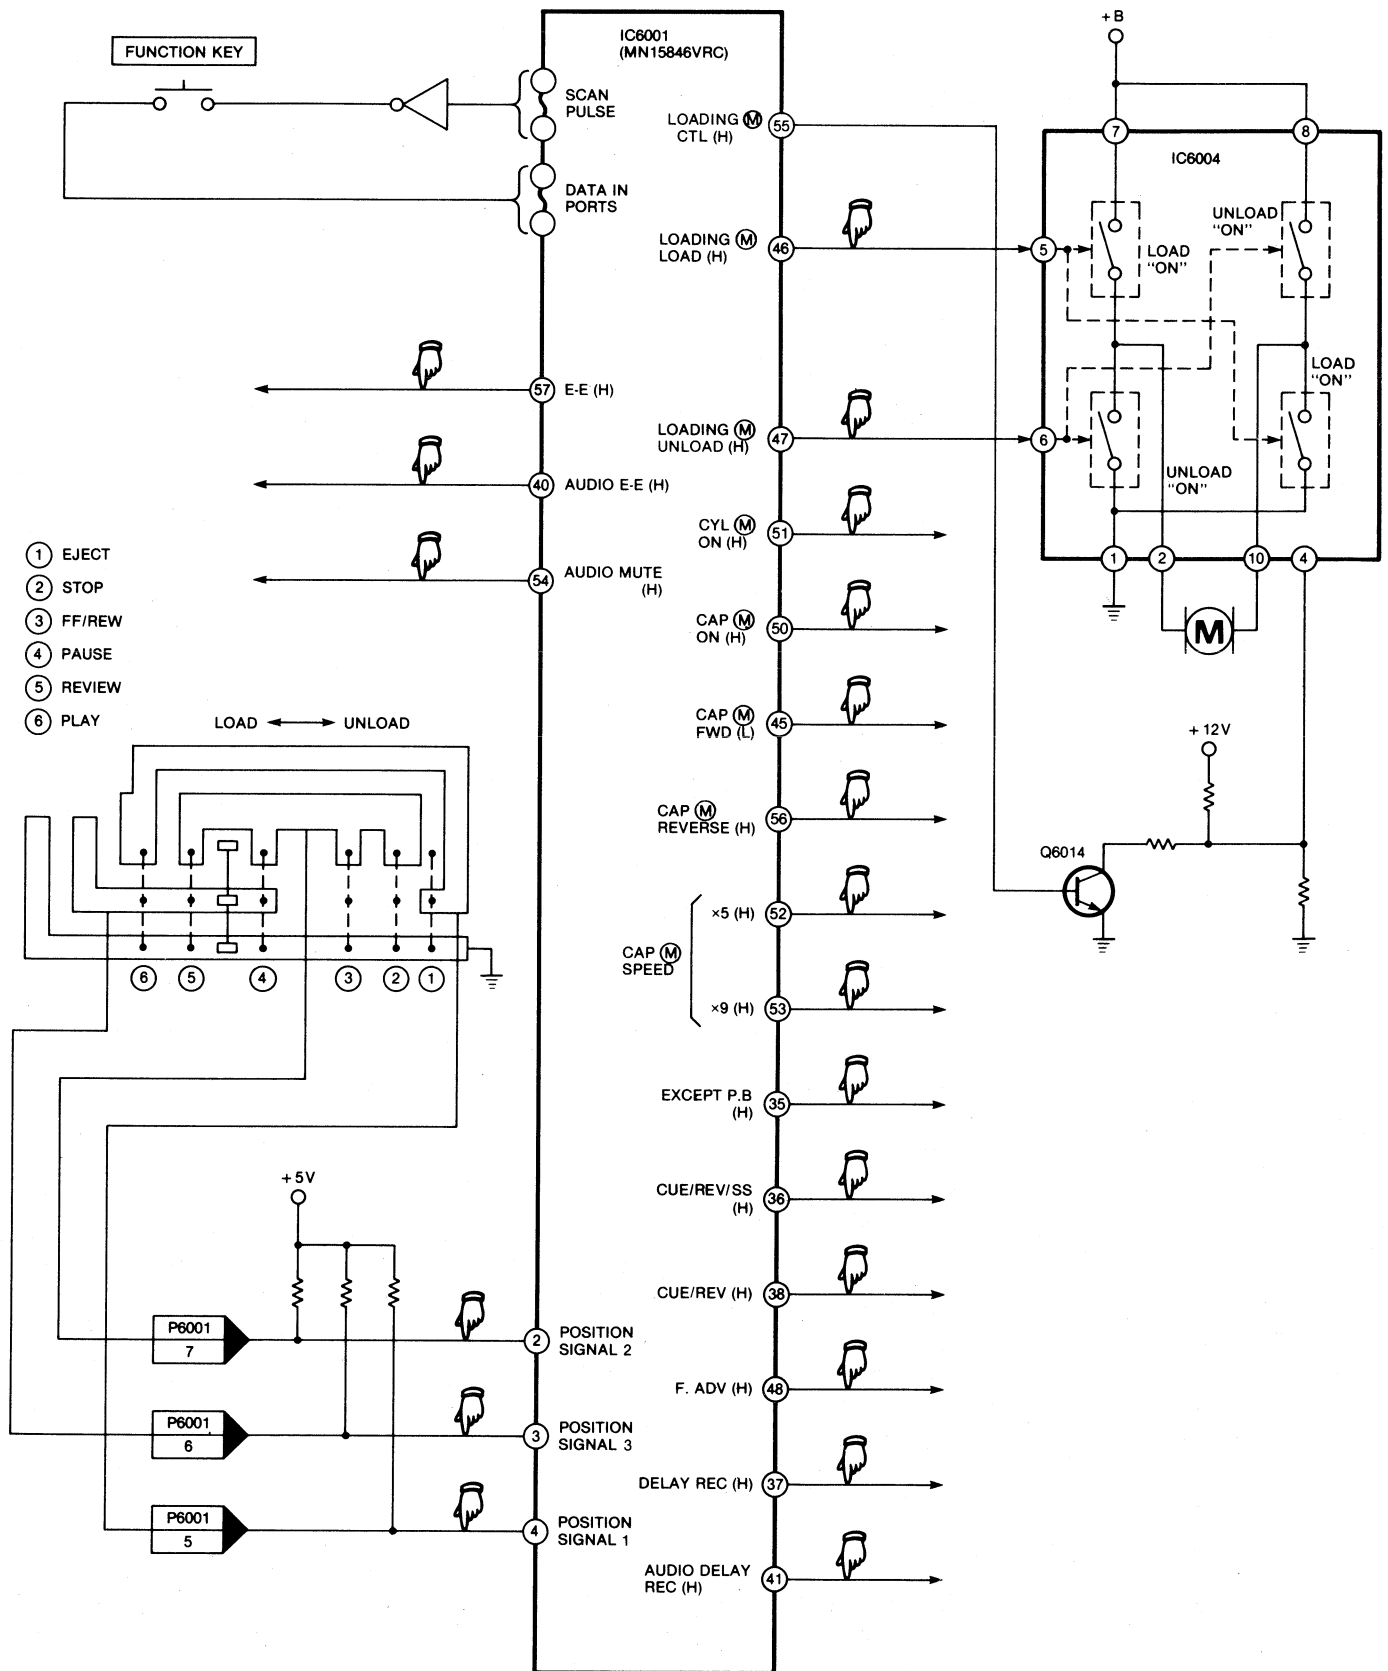 FUNCTION KEY
IC6001
(MN15846VRC)
SCAN
PULSE
DATA IN
PORTS
LOADING M
CTL (H)
55
LOADING M
LOAD (H)
46
57
E-E (H)
LOADING M
UNLOAD (H)
47
40
AUDIO E-E (H)
CYL M
ON (H)
51
54
AUDIO MUTE
(H)
CAP M
ON (H)
50
CAP M
FWD (L)
45
CAP M
REVERSE (H)
56
CAP M
SPEED
×5 (H)
52
×9 (H)
53
EXCEPT P.B
(H)
35
CUE/REV/SS
(H)
36
CUE/REV (H)
38
F. ADV (H)
48
DELAY REC (H)
37
AUDIO DELAY
REC (H)
41
+B
7
8
IC6004
5
LOAD
"ON"
UNLOAD
"ON"
6
UNLOAD
"ON"
LOAD
"ON"
1
2
10
4
M
+12V
Q6014
1 EJECT
2 STOP
3 FF/REW
4 PAUSE
5 REVIEW
6 PLAY
LOAD
UNLOAD
6
5
4
3
2
1
+5V
P6001
7
2
POSITION
SIGNAL 2
P6001
6
3
POSITION
SIGNAL 3
P6001
5
4
POSITION
SIGNAL 1